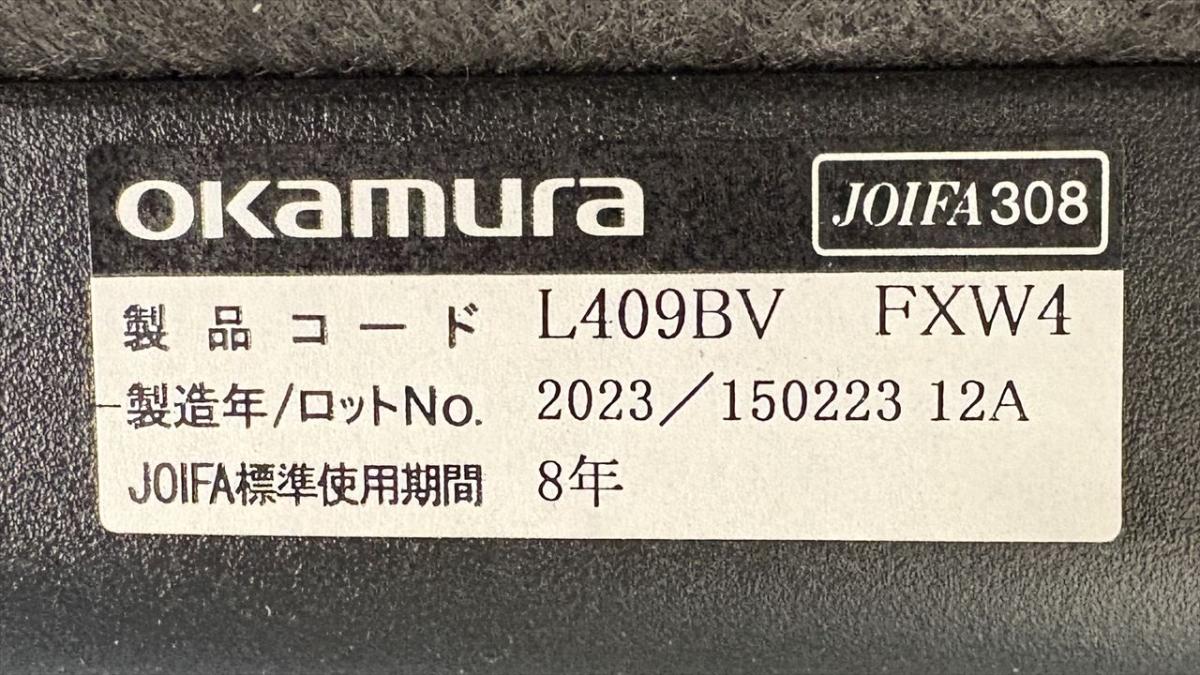 okamura JOIFA308
製品コード L409BV FXW4
製造年/ロットNo. 2023／150223 12A
JOIFA標準使用期間 8年